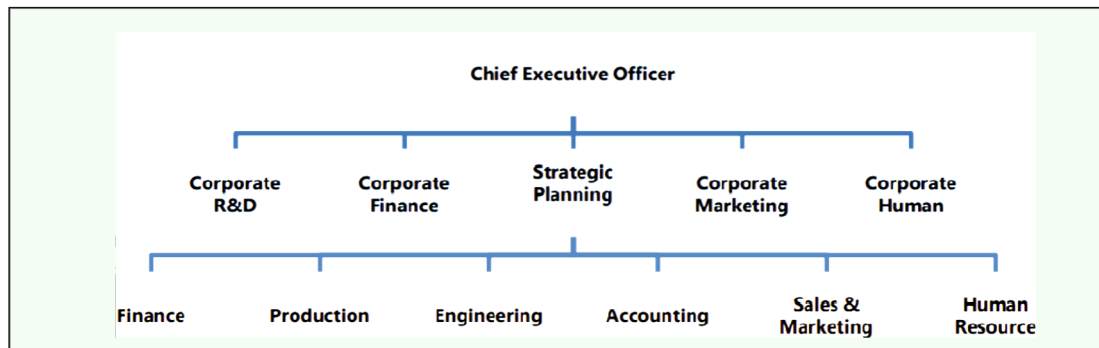 Chief Executive Officer
Corporate
R&D
Corporate
Finance
Strategic
Planning
Corporate
Marketing
Corporate
Human
Finance
Production
Engineering
Accounting
Sales &
Marketing
Human
Resource